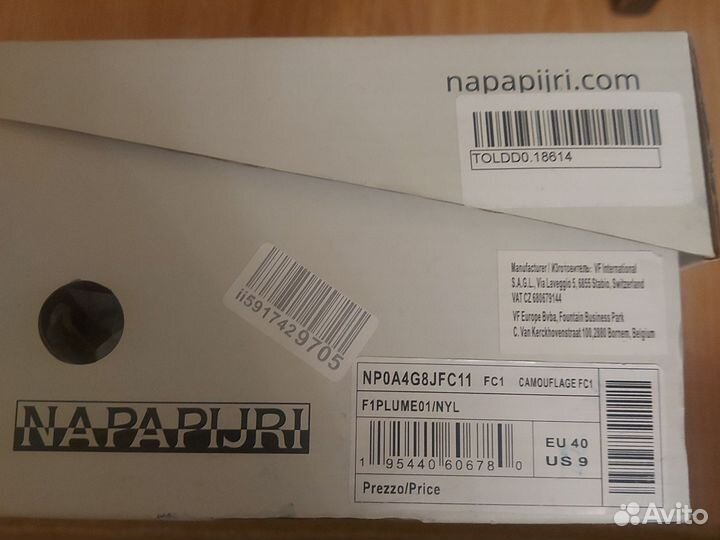 napapijri.com
TOLDD0.18614
ii5917429705
Manufacturer / Изготовитель: VF International
S.A.G.L., Via Laveggio 5, 6855 Stabio, Switzerland
VAT CZ 680679144
VF Europe Bvba, Fountain Business Park
C. Van Kerckhovenstraat 100, 2880 Bornem, Belgium
NP0A4G8JFC11 FC1 CAMOUFLAGE FC1
F1PLUME01/NYL
1 95440 60678 0
EU 40
US 9
Prezzo/Price
NAPAPIJRI
Avito